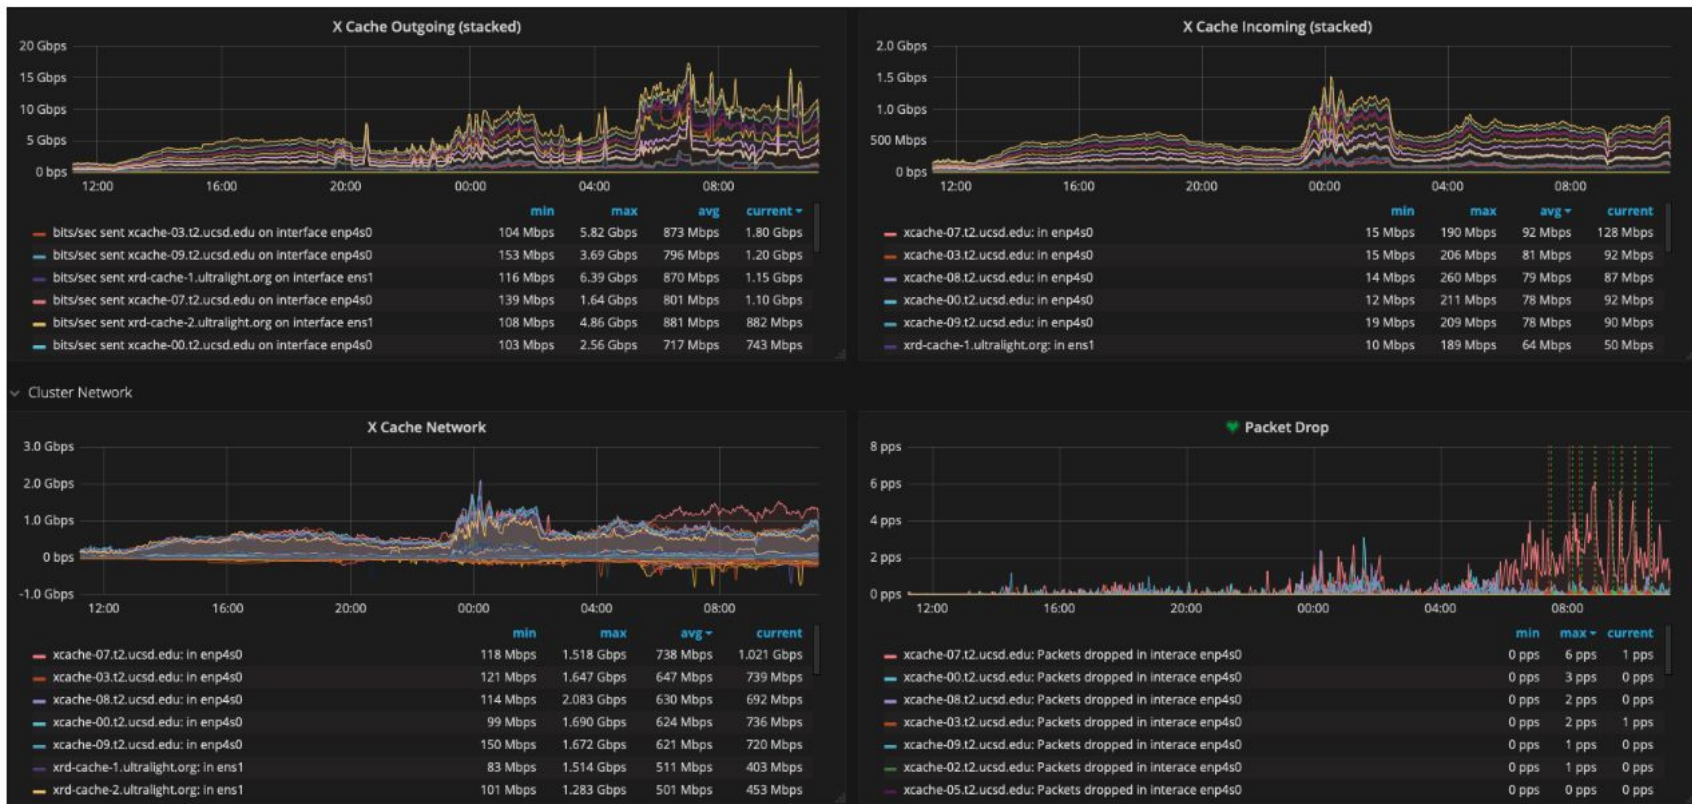 X Cache Outgoing (stacked)
20 Gbps
15 Gbps
10 Gbps
5 Gbps
0 bps
12:00 16:00 20:00 00:00 04:00 08:00
min max avg current
bits/sec sent xcache-03.t2.ucsd.edu on interface enp4s0 104 Mbps 5.82 Gbps 873 Mbps 1.80 Gbps
bits/sec sent xcache-09.t2.ucsd.edu on interface enp4s0 153 Mbps 3.69 Gbps 796 Mbps 1.20 Gbps
bits/sec sent xrd-cache-1.ultralight.org on interface ens1 116 Mbps 6.39 Gbps 870 Mbps 1.15 Gbps
bits/sec sent xcache-07.t2.ucsd.edu on interface enp4s0 139 Mbps 1.64 Gbps 801 Mbps 1.10 Gbps
bits/sec sent xrd-cache-2.ultralight.org on interface ens1 108 Mbps 4.86 Gbps 881 Mbps 882 Mbps
bits/sec sent xcache-00.t2.ucsd.edu on interface enp4s0 103 Mbps 2.56 Gbps 717 Mbps 743 Mbps
X Cache Incoming (stacked)
2.0 Gbps
1.5 Gbps
1.0 Gbps
500 Mbps
0 bps
12:00 16:00 20:00 00:00 04:00 08:00
min max avg current
xcache-07.t2.ucsd.edu: in enp4s0 15 Mbps 190 Mbps 92 Mbps 128 Mbps
xcache-03.t2.ucsd.edu: in enp4s0 15 Mbps 206 Mbps 81 Mbps 92 Mbps
xcache-08.t2.ucsd.edu: in enp4s0 14 Mbps 260 Mbps 79 Mbps 87 Mbps
xcache-00.t2.ucsd.edu: in enp4s0 12 Mbps 211 Mbps 78 Mbps 92 Mbps
xcache-09.t2.ucsd.edu: in enp4s0 19 Mbps 209 Mbps 78 Mbps 90 Mbps
xrd-cache-1.ultralight.org: in ens1 10 Mbps 189 Mbps 64 Mbps 50 Mbps
Cluster Network
X Cache Network
3.0 Gbps
2.0 Gbps
1.0 Gbps
0 bps
-1.0 Gbps
12:00 16:00 20:00 00:00 04:00 08:00
min max avg current
xcache-07.t2.ucsd.edu: in enp4s0 118 Mbps 1.518 Gbps 738 Mbps 1.021 Gbps
xcache-03.t2.ucsd.edu: in enp4s0 121 Mbps 1.647 Gbps 647 Mbps 739 Mbps
xcache-08.t2.ucsd.edu: in enp4s0 114 Mbps 2.083 Gbps 630 Mbps 692 Mbps
xcache-00.t2.ucsd.edu: in enp4s0 99 Mbps 1.690 Gbps 624 Mbps 736 Mbps
xcache-09.t2.ucsd.edu: in enp4s0 150 Mbps 1.672 Gbps 621 Mbps 720 Mbps
xrd-cache-1.ultralight.org: in ens1 83 Mbps 1.514 Gbps 511 Mbps 403 Mbps
xrd-cache-2.ultralight.org: in ens1 101 Mbps 1.283 Gbps 501 Mbps 453 Mbps
Packet Drop
8 pps
6 pps
4 pps
2 pps
0 pps
12:00 16:00 20:00 00:00 04:00 08:00
min max current
xcache-07.t2.ucsd.edu: Packets dropped in interace enp4s0 0 pps 6 pps 1 pps
xcache-00.t2.ucsd.edu: Packets dropped in interace enp4s0 0 pps 3 pps 0 pps
xcache-08.t2.ucsd.edu: Packets dropped in interace enp4s0 0 pps 2 pps 0 pps
xcache-03.t2.ucsd.edu: Packets dropped in interace enp4s0 0 pps 2 pps 1 pps
xcache-09.t2.ucsd.edu: Packets dropped in interace enp4s0 0 pps 1 pps 0 pps
xcache-02.t2.ucsd.edu: Packets dropped in interace enp4s0 0 pps 1 pps 0 pps
xcache-05.t2.ucsd.edu: Packets dropped in interace enp4s0 0 pps 0 pps 0 pps